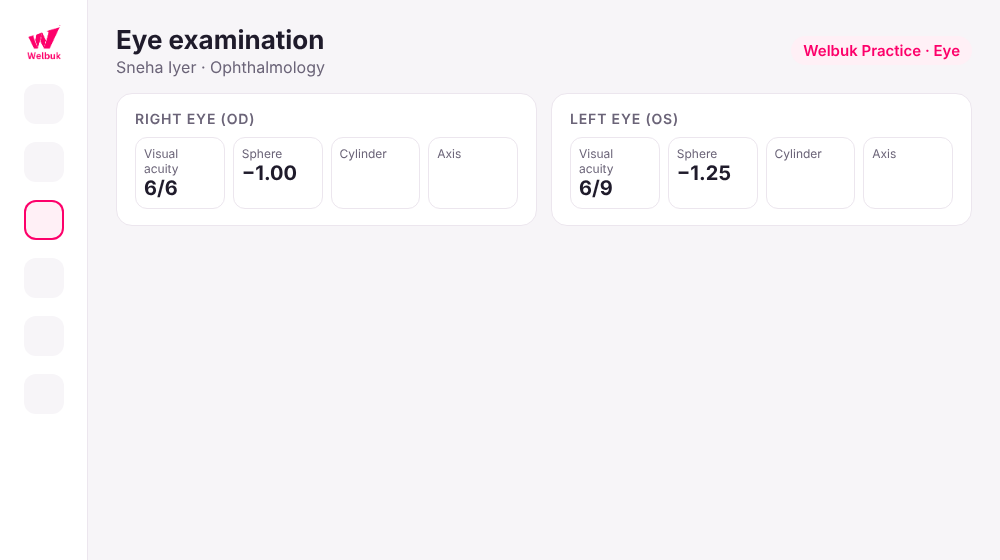 Welbuk
Eye examination
Sneha Iyer · Ophthalmology
Welbuk Practice · Eye
RIGHT EYE (OD)
Visual acuity
6/6
Sphere
−1.00
Cylinder
Axis
LEFT EYE (OS)
Visual acuity
6/9
Sphere
−1.25
Cylinder
Axis